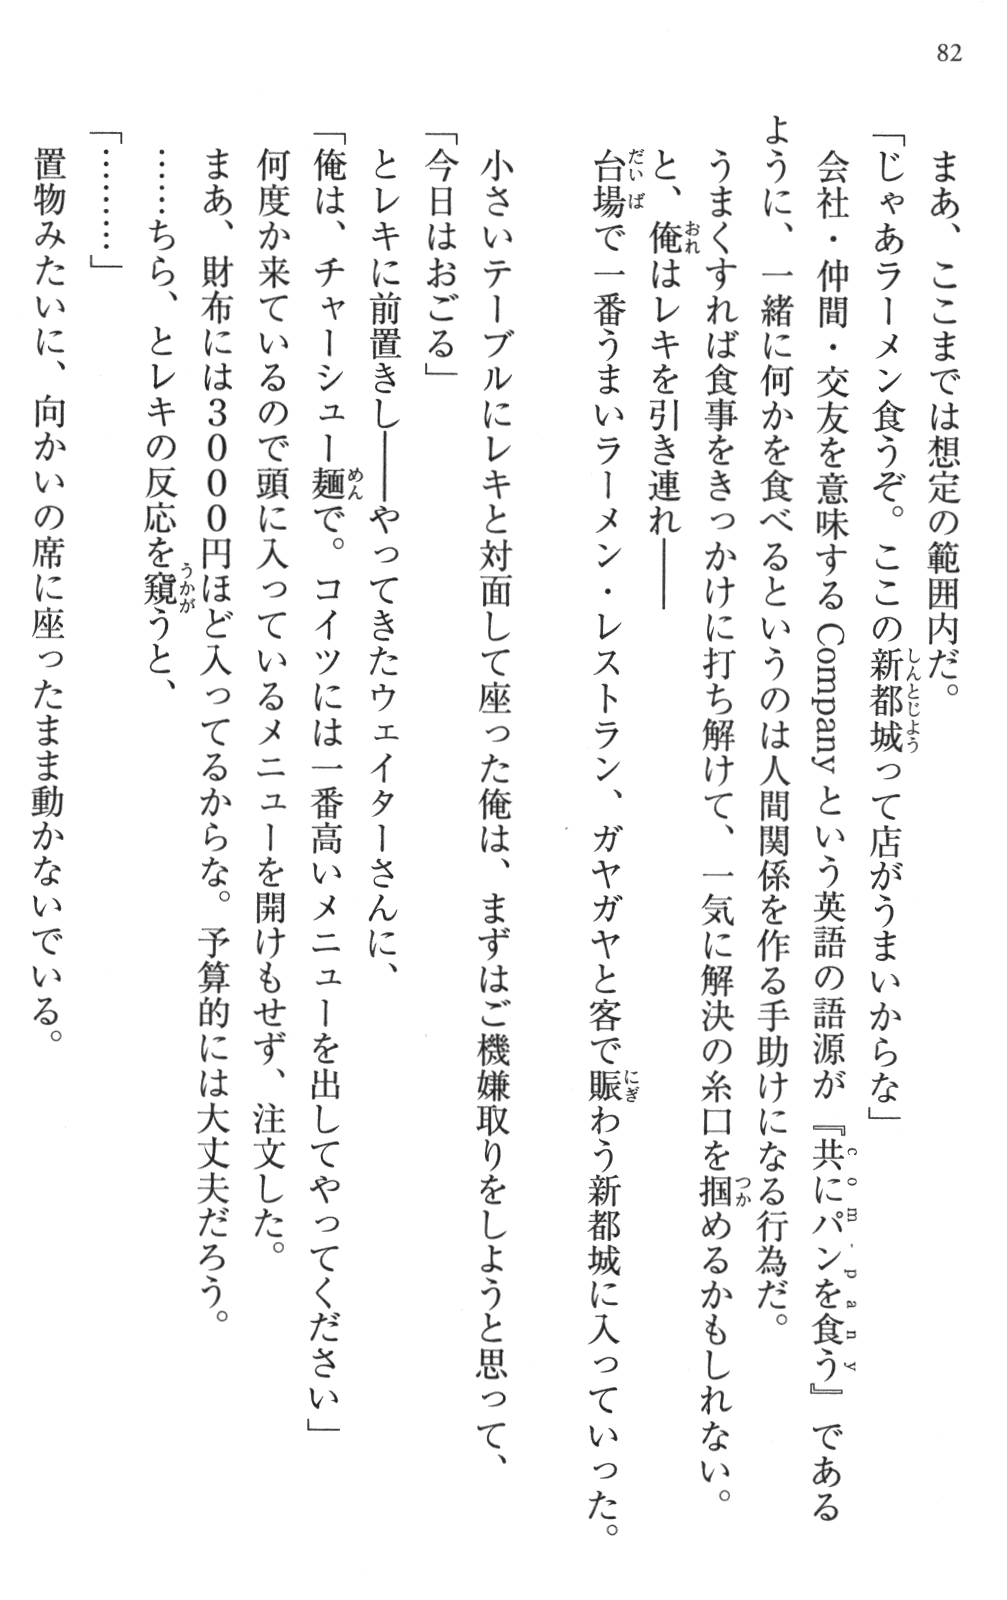 82
まあ、ここまでは想定の範囲内だ。
「じゃあラーメン食うぞ。ここの新都城って店がうまいからな」
会社・仲間・交友を意味するCompanyという英語の語源が『共にパンを食う』である
ように、一緒に何かを食べるというのは人間関係を作る手助けになる行為だ。
うまくすれば食事をきっかけに打ち解けて、一気に解決の糸口を掴めるかもしれない。
と、俺はレキを引き連れ――
台場で一番うまいラーメン・レストラン、ガヤガヤと客で賑わう新都城に入っていった。
小さいテーブルにレキと対面して座った俺は、まずはご機嫌取りをしようと思って、
「今日はおごる」
とレキに前置きし――やってきたウェイターさんに、
「俺は、チャーシュー麺で。コイツには一番高いメニューを出してやってください」
何度か来ているので頭に入っているメニューを開けもせず、注文した。
まあ、財布には3000円ほど入ってるからな。予算的には大丈夫だろう。
……ちら、とレキの反応を窺うと、
「…………」
置物みたいに、向かいの席に座ったまま動かないでいる。